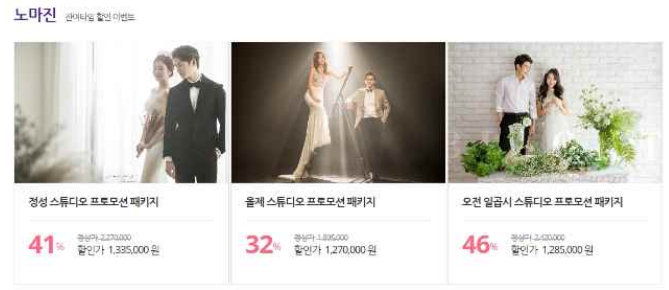 노마진 잔여타임 할인 이벤트
정성 스튜디오 프로모션 패키지
41% 정상가 2,270,000
할인가 1,335,000 원
올제 스튜디오 프로모션 패키지
32% 정상가 1,895,000
할인가 1,270,000 원
오전 일곱시 스튜디오 프로모션 패키지
46% 정상가 2,420,000
할인가 1,285,000 원